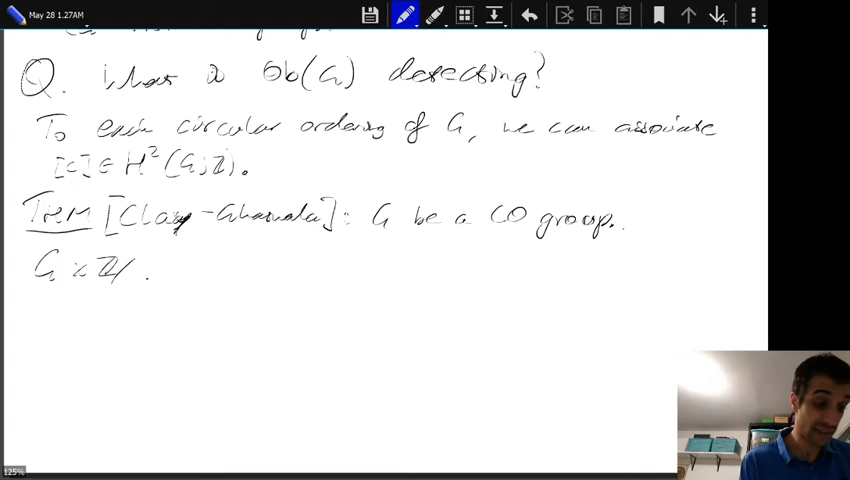 May 28 1.27AM
Q. What is Ob(G) detecting?
To each circular ordering of G, we can associate
[c] ∈ H²(G; ℤ).
THM [Clay - Ghaswala]: G be a CO group.
G × ℤ/
125%